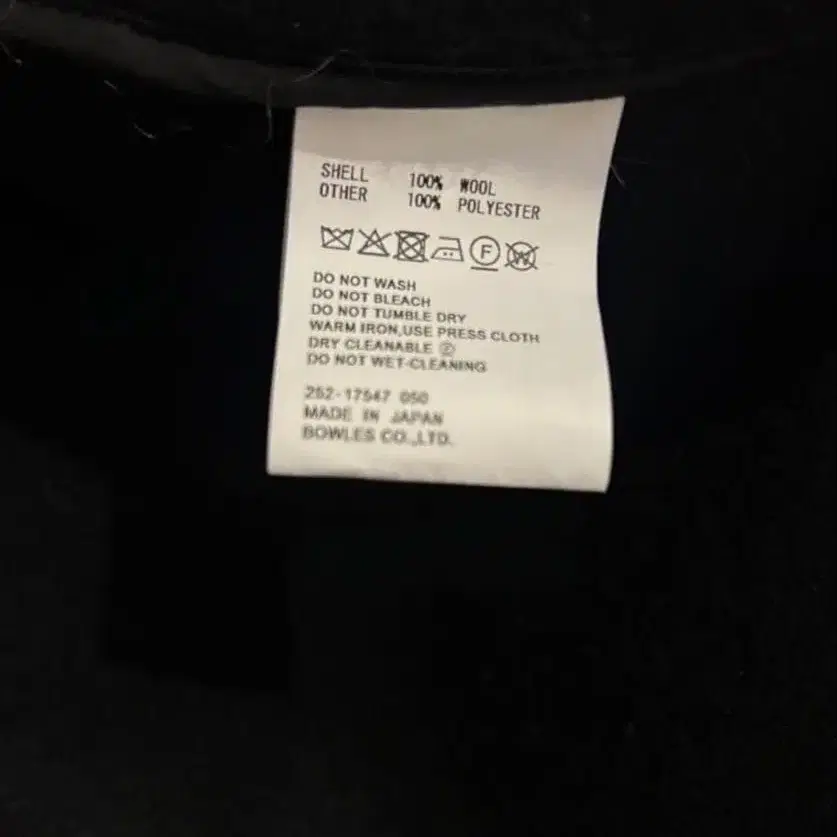 SHELL 100% WOOL
OTHER 100% POLYESTER
F W
DO NOT WASH
DO NOT BLEACH
DO NOT TUMBLE DRY
WARM IRON,USE PRESS CLOTH
DRY CLEANABLE Ⓕ
DO NOT WET-CLEANING
252-17547 050
MADE IN JAPAN
BOWLES CO.,LTD.